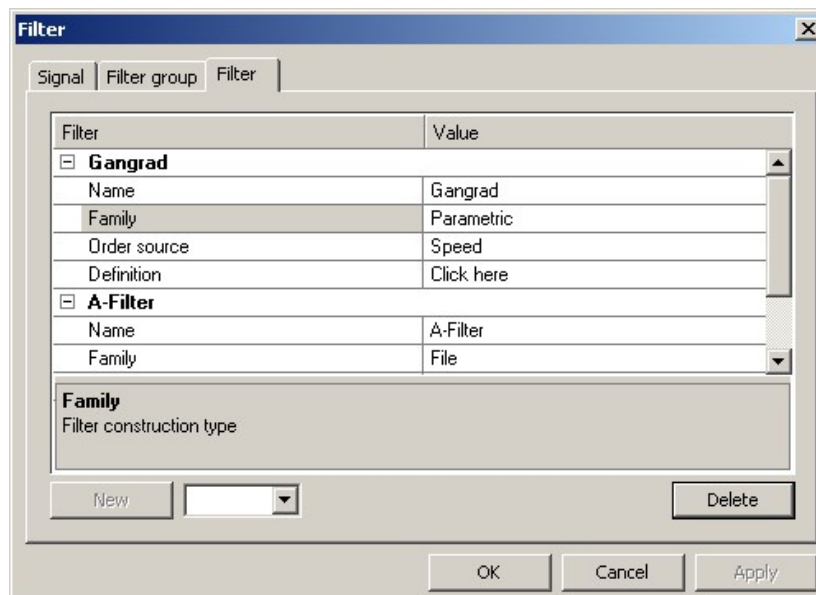 Filter
Signal Filter group Filter
Filter Value
Gangrad
Name Gangrad
Family Parametric
Order source Speed
Definition Click here
A-Filter
Name A-Filter
Family File
Family
Filter construction type
New Delete
OK Cancel Apply